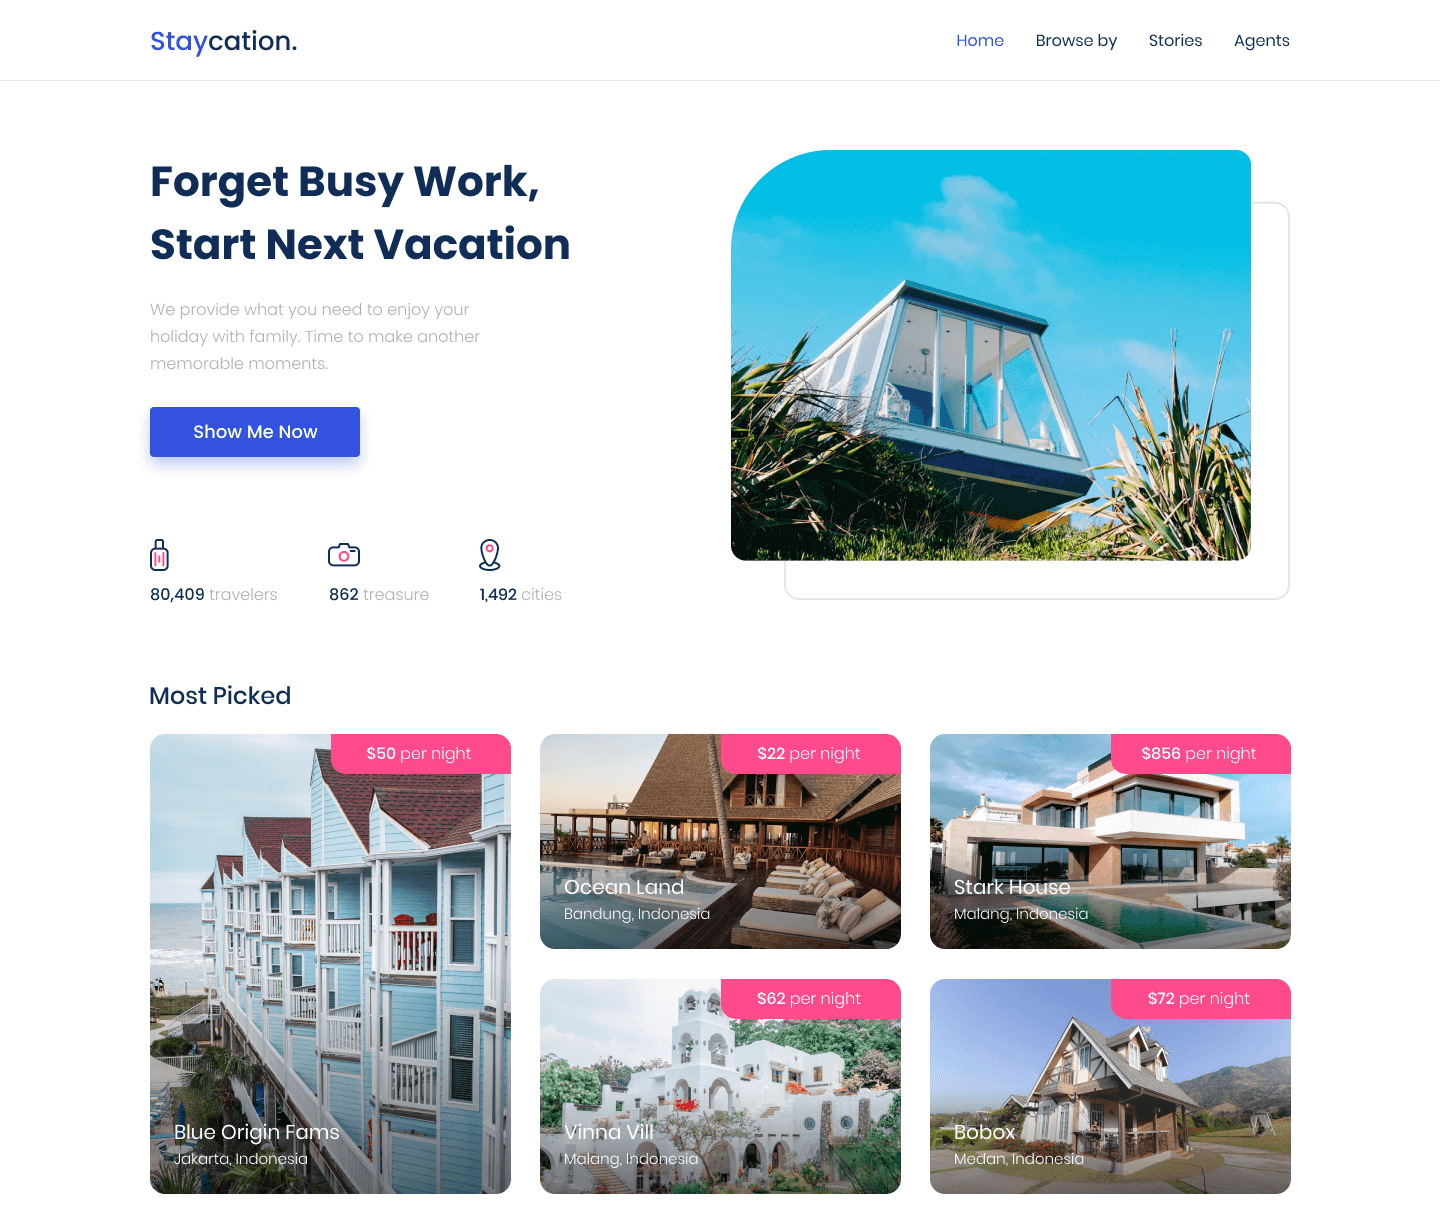 Staycation.
Home
Browse by
Stories
Agents
Forget Busy Work,
Start Next Vacation
We provide what you need to enjoy your
holiday with family. Time to make another
memorable moments.
Show Me Now
80,409 travelers
862 treasure
1,492 cities
Most Picked
$50 per night
Blue Origin Fams
Jakarta, Indonesia
$22 per night
Ocean Land
Bandung, Indonesia
$856 per night
Stark House
Malang, Indonesia
$62 per night
Vinna Vill
Malang, Indonesia
$72 per night
Bobox
Medan, Indonesia